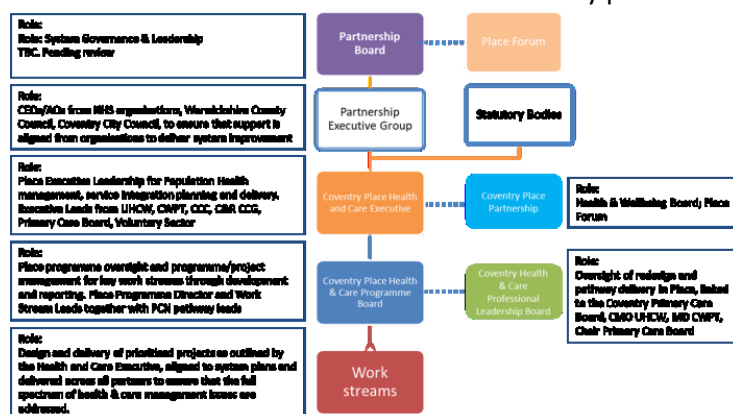 Role:
Role: System Governance & Leadership
TBC. Pending review
Partnership
Board
Place Forum
Role:
CEOs/AOs from NHS organisations, Warwickshire County
Council, Coventry City Council, to ensure that support is
aligned from organisations to deliver system improvement
Partnership
Executive Group
Statutory Bodies
Role:
Place Executive Leadership for Population Health
management, service integration planning and delivery.
Executive Leads from UHCW, CWPT, CCC, C&R CCG,
Primary Care Board, Voluntary Sector
Coventry Place Health
and Care Executive
Coventry Place
Partnership
Role:
Health & Wellbeing Board; Place
Forum
Role:
Place programme oversight and programme/project
management for key work streams through development
and reporting. Place Programme Director and Work
Stream Leads together with PCN pathway leads
Coventry Place Health
& Care Programme
Board
Coventry Health
& Care
Professional
Leadership Board
Role:
Oversight of redesign and
pathway delivery in Place, linked
to the Coventry Primary Care
Board, CMO UHCW, MD CWPT,
Chair Primary Care Board
Role:
Design and delivery of prioritised projects as outlined by
the Health and Care Executive, aligned to system plans and
delivered across all partners to ensure that the full
spectrum of health & care management issues are
addressed.
Work
streams